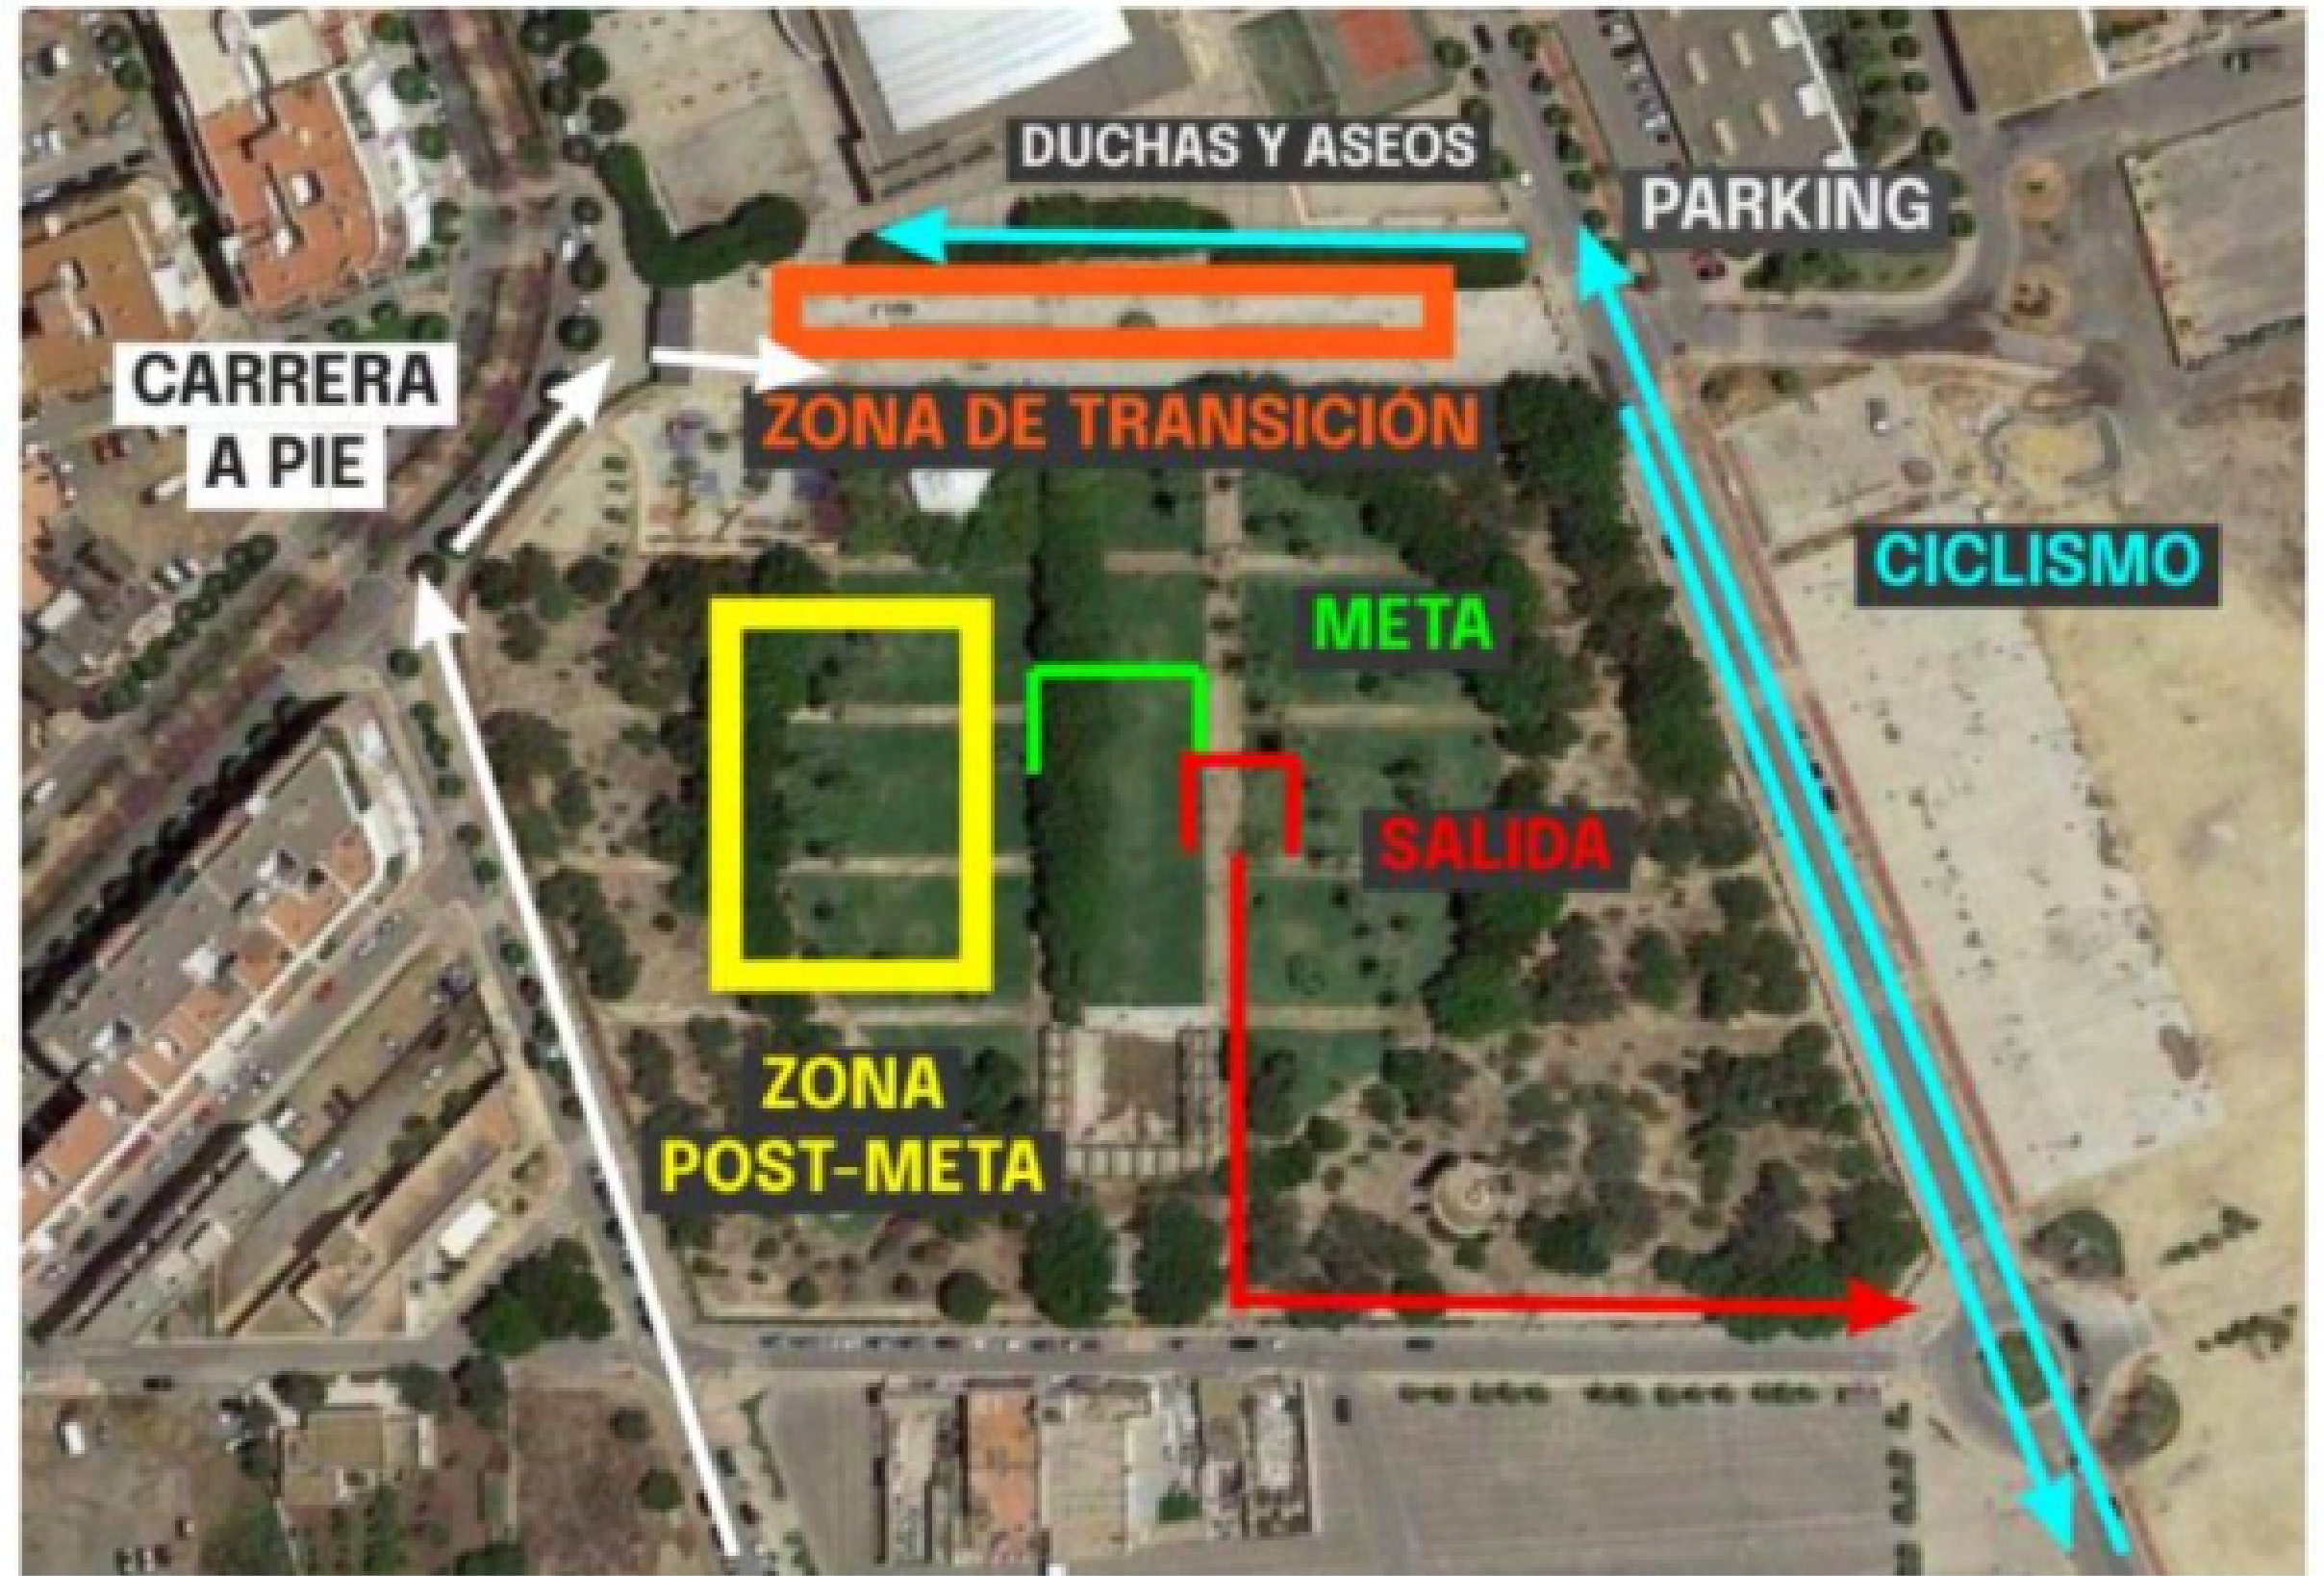 DUCHAS Y ASEOS
PARKING
CARRERA
A PIE
ZONA DE TRANSICIÓN
CICLISMO
META
SALIDA
ZONA
POST-META